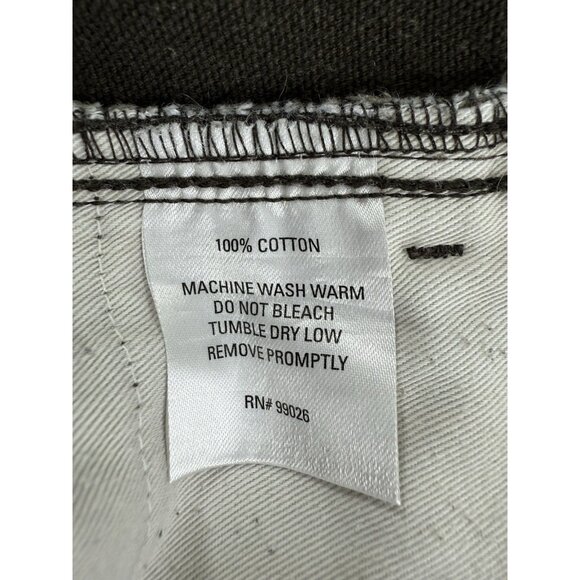 100% COTTON
MACHINE WASH WARM
DO NOT BLEACH
TUMBLE DRY LOW
REMOVE PROMPTLY
RN# 99026